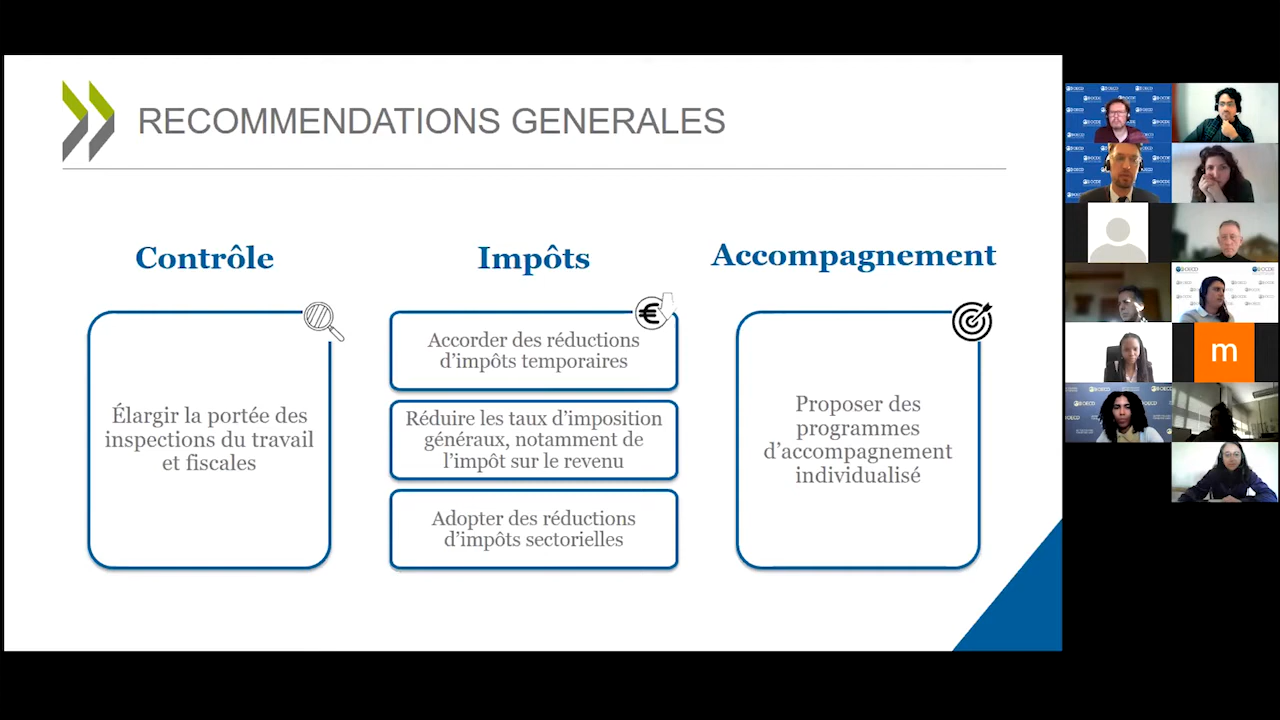 RECOMMENDATIONS GENERALES
Contrôle
Élargir la portée des
inspections du travail
et fiscales
Impôts
€
Accorder des réductions
d’impôts temporaires
Réduire les taux d’imposition
généraux, notamment de
l’impôt sur le revenu
Adopter des réductions
d’impôts sectorielles
Accompagnement
Proposer des
programmes
d’accompagnement
individualisé
m